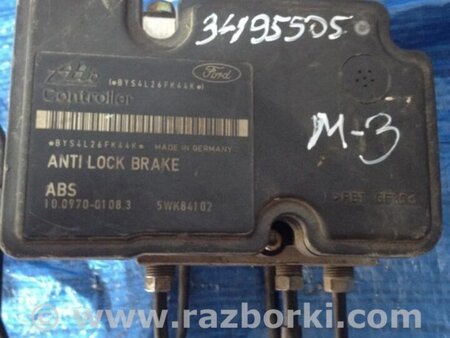 34195505
Ate
(*BYS4L26FK44K*)
Ford
Controller
*BYS4L26FK44K*
MADE IN GERMANY
M-3
ANTI LOCK BRAKE
ABS
10.0970-0108.3
5WK84102
www.razborki.com